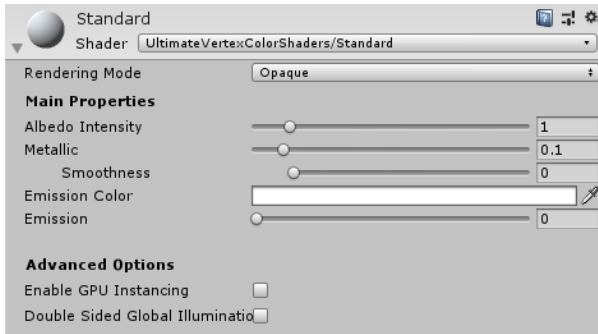 Standard
Shader UltimateVertexColorShaders/Standard
Rendering Mode Opaque
Main Properties
Albedo Intensity 1
Metallic 0.1
Smoothness 0
Emission Color
Emission 0
Advanced Options
Enable GPU Instancing
Double Sided Global Illuminatio